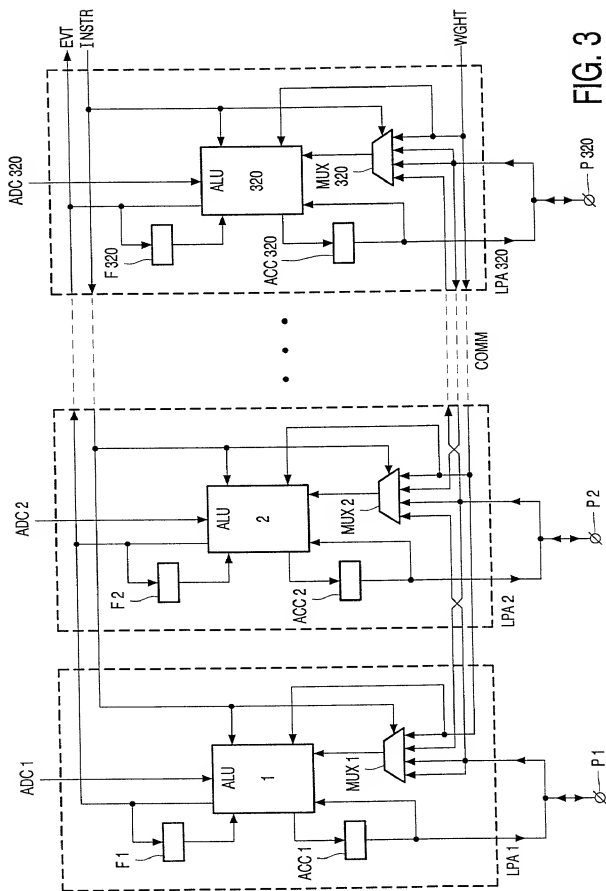 EVT
INSTR
WGHT
FIG. 3
ADC 320
ALU
320
F 320
ACC 320
MUX
320
LPA 320
P 320
COMM
ADC 2
ALU
2
F 2
ACC 2
MUX 2
LPA 2
P 2
ADC 1
ALU
1
F 1
ACC 1
MUX 1
LPA 1
P 1